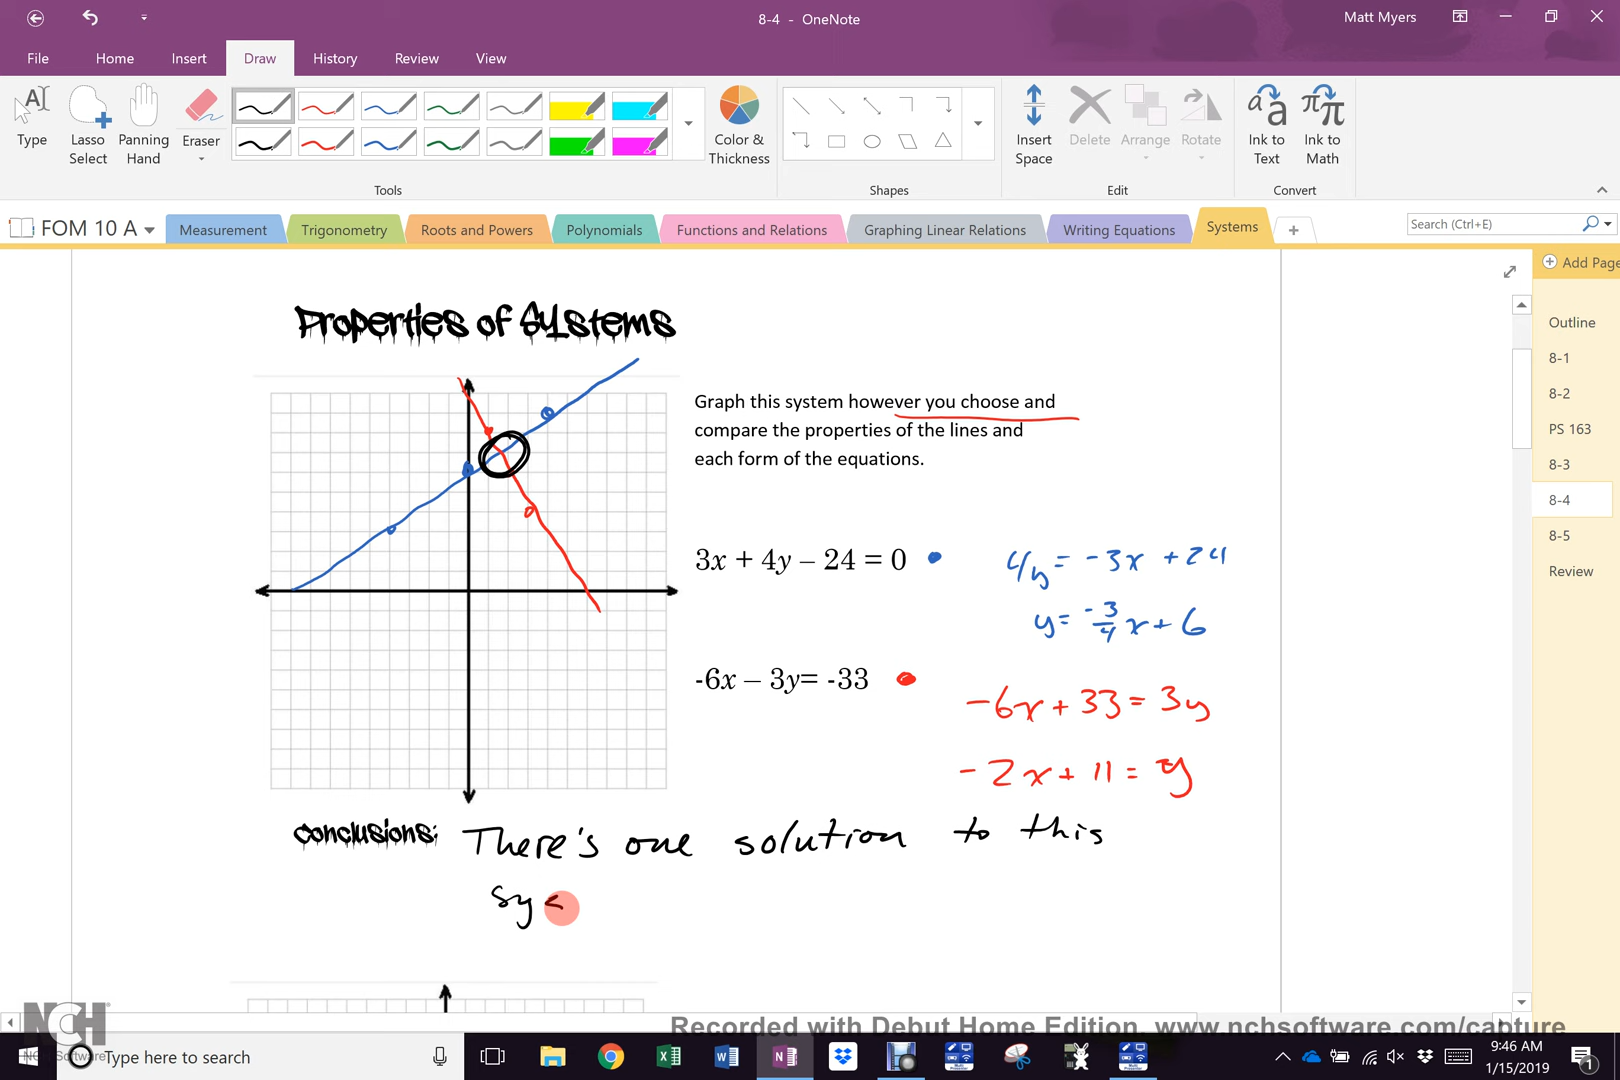 8-4 - OneNote
Matt Myers
File Home Insert Draw History Review View
Type
Lasso Select
Panning Hand
Eraser
Color & Thickness
Insert Space
Delete
Arrange
Rotate
Ink to Text
Ink to Math
Tools
Shapes
Edit
Convert
FOM 10 A
Measurement Trigonometry Roots and Powers Polynomials Functions and Relations Graphing Linear Relations Writing Equations Systems
Search (Ctrl+E)
Add Page
Outline
8-1
8-2
PS 163
8-3
8-4
8-5
Review
Properties of Systems
Graph this system however you choose and
compare the properties of the lines and
each form of the equations.
3x + 4y – 24 = 0
4y = -3x + 24
y = -3/4 x + 6
-6x – 3y= -33
-6x + 33 = 3y
-2x + 11 = y
Conclusions: There's one solution to this
Sys
NCH
NCH Software
Recorded with Debut Home Edition. www.nchsoftware.com/capture
Type here to search
9:46 AM
1/15/2019
1